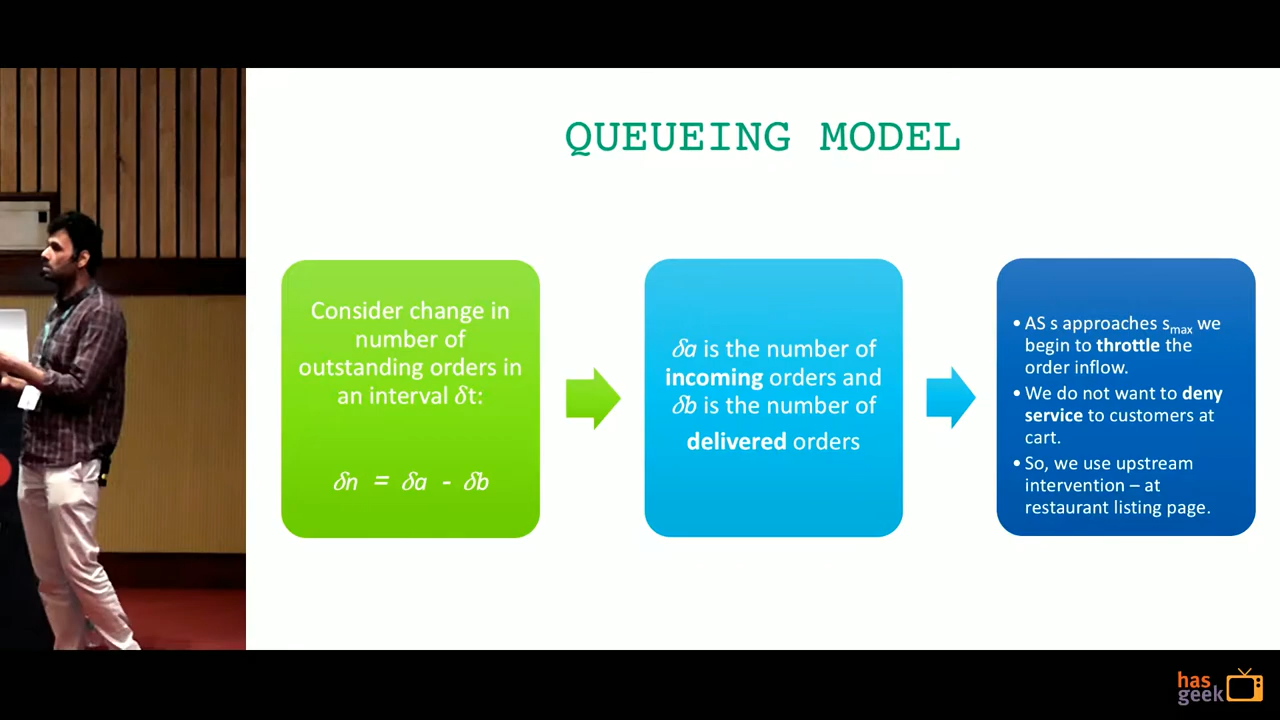 QUEUEING MODEL
Consider change in
number of
outstanding orders in
an interval 𝛿t:
𝛿n = 𝛿a - 𝛿b
𝛿a is the number of
incoming orders and
𝛿b is the number of
delivered orders
• AS s approaches smax we
begin to throttle the
order inflow.
• We do not want to deny
service to customers at
cart.
• So, we use upstream
intervention – at
restaurant listing page.
has
geek